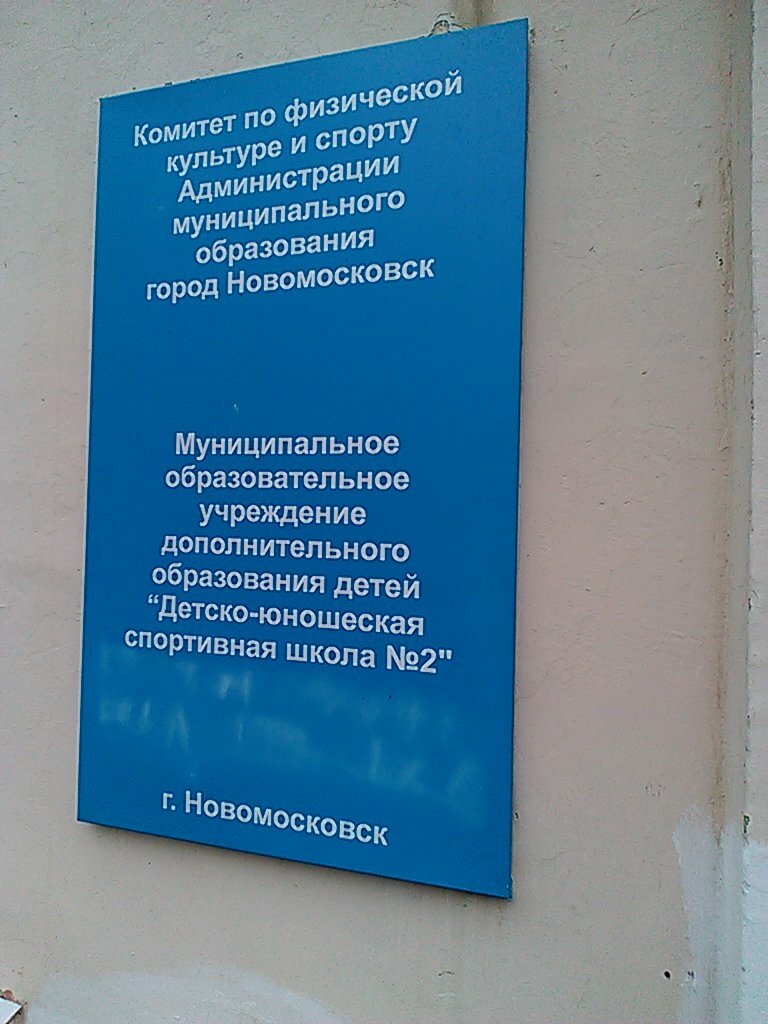 Комитет по физической
культуре и спорту
Администрации
муниципального
образования
город Новомосковск
Муниципальное
образовательное
учреждение
дополнительного
образования детей
“Детско-юношеская
спортивная школа №2"
г. Новомосковск